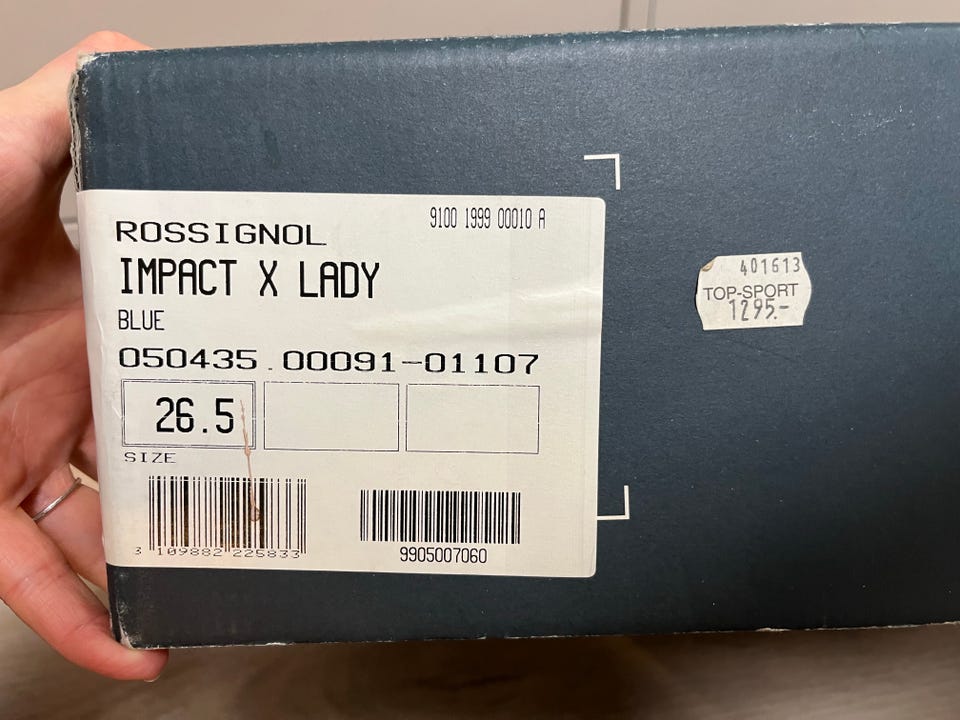 ROSSIGNOL
9100 1999 00010 A
IMPACT X LADY
BLUE
050435.00091-01107
26.5
SIZE
3 109882 225833
9905007060
401613
TOP-SPORT
1295.-